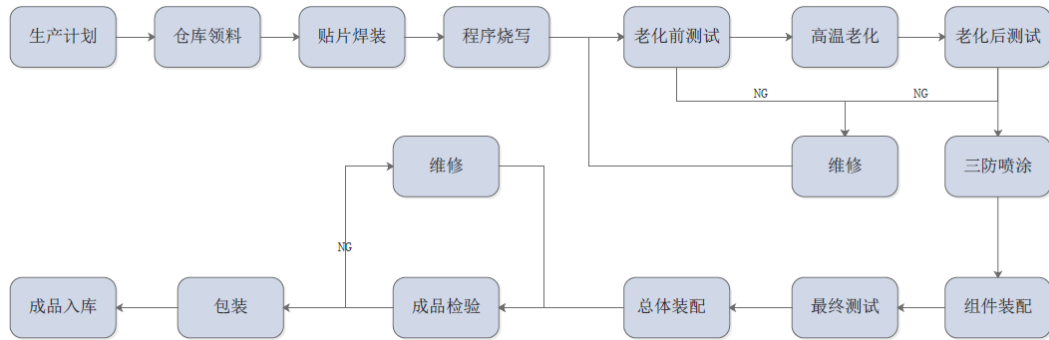 生产计划
仓库领料
贴片焊装
程序烧写
老化前测试
高温老化
老化后测试
NG
NG
维修
维修
三防喷涂
NG
成品入库
包装
成品检验
总体装配
最终测试
组件装配